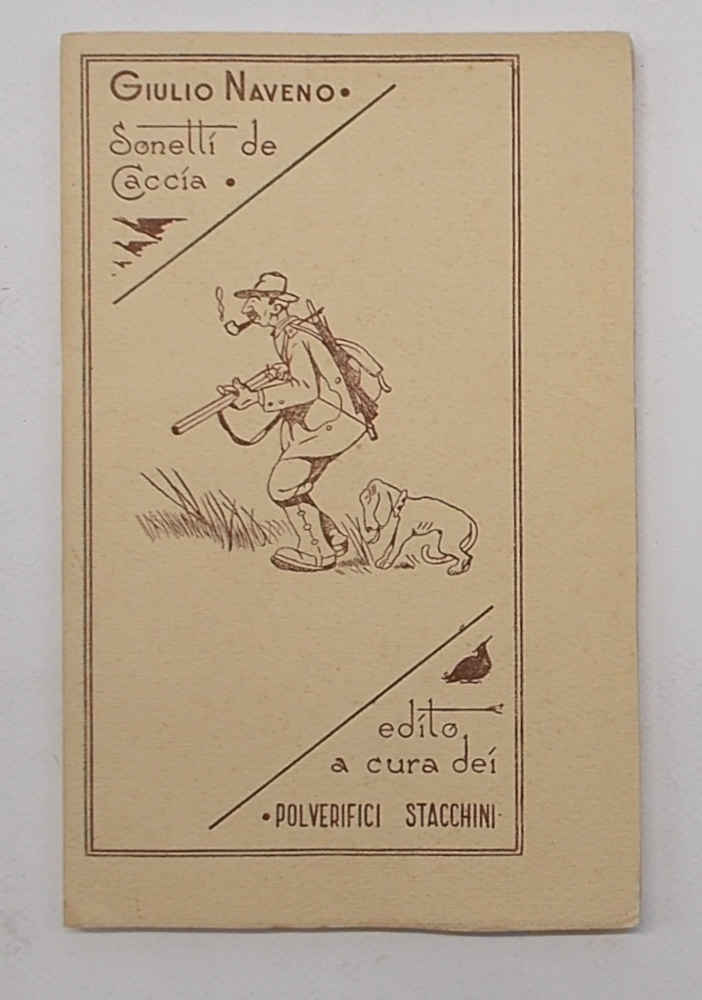 GIULIO NAVENO •
Sonetti de
Caccia •
edito
a cura dei
• POLVERIFICI STACCHINI